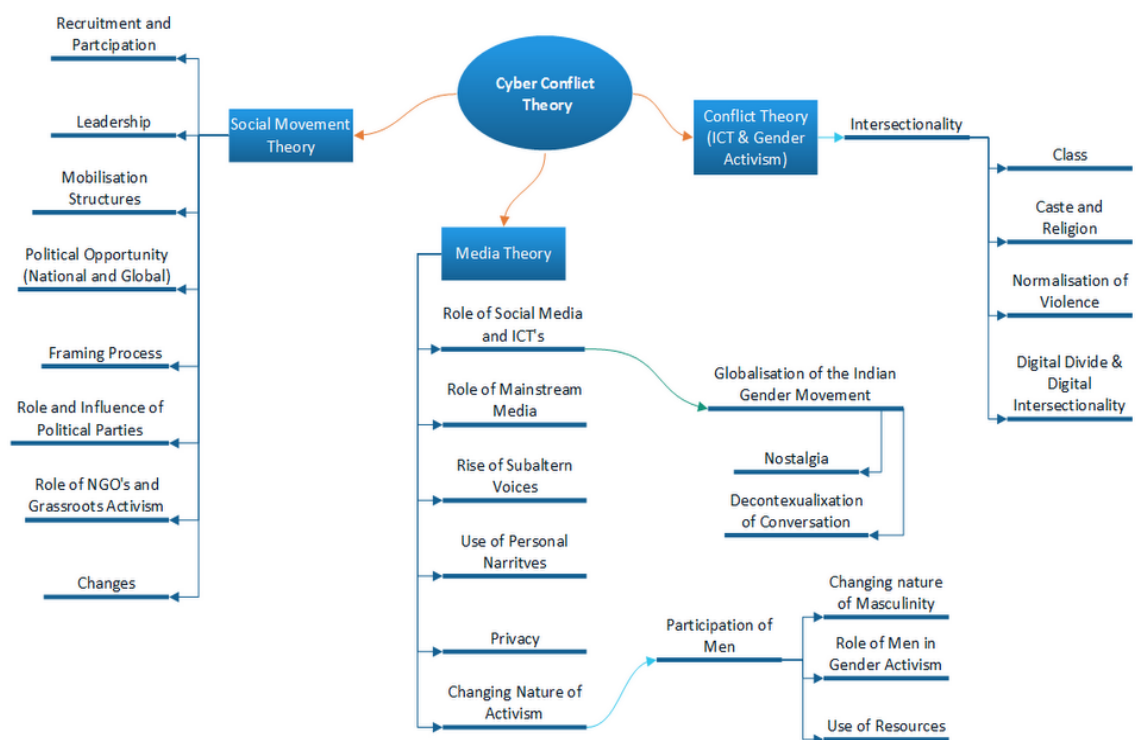 Cyber Conflict
Theory
Social Movement
Theory
Recruitment and
Partcipation
Leadership
Mobilisation
Structures
Political Opportunity
(National and Global)
Framing Process
Role and Influence of
Political Parties
Role of NGO's and
Grassroots Activism
Changes
Media Theory
Role of Social Media
and ICT's
Globalisation of the Indian
Gender Movement
Nostalgia
Decontexualixation
of Conversation
Role of Mainstream
Media
Rise of Subaltern
Voices
Use of Personal
Narritves
Privacy
Changing Nature of
Activism
Participation of
Men
Changing nature
of Masculinity
Role of Men in
Gender Activism
Use of Resources
Conflict Theory
(ICT & Gender
Activism)
Intersectionality
Class
Caste and
Religion
Normalisation of
Violence
Digital Divide &
Digital
Intersectionality